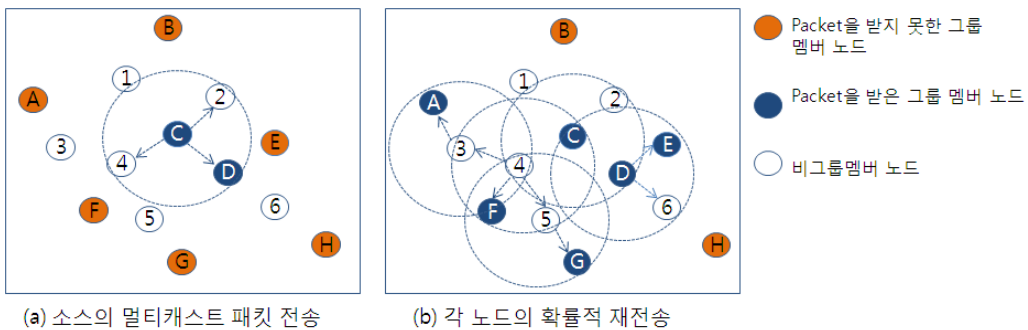 B
1
2
A
C
3
4
E
D
F
5
6
G
H
(a) 소스의 멀티캐스트 패킷 전송
B
1
A
2
C
3
4
E
D
F
5
6
G
H
(b) 각 노드의 확률적 재전송
Packet을 받지 못한 그룹
멤버 노드
Packet을 받은 그룹 멤버 노드
비그룹멤버 노드